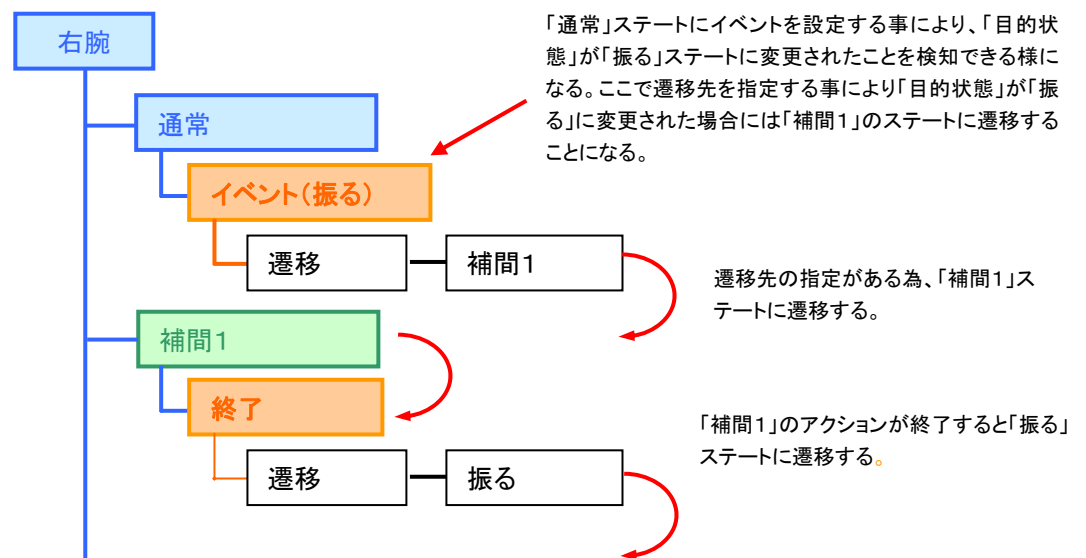 右腕
「通常」ステートにイベントを設定する事により、「目的状
態」が「振る」ステートに変更されたことを検知できる様に
なる。ここで遷移先を指定する事により「目的状態」が「振
る」に変更された場合には「補間1」のステートに遷移する
ことになる。
通常
イベント(振る)
遷移
補間1
遷移先の指定がある為、「補間1」ス
テートに遷移する。
補間1
終了
「補間1」のアクションが終了すると「振る」
ステートに遷移する。
遷移
振る